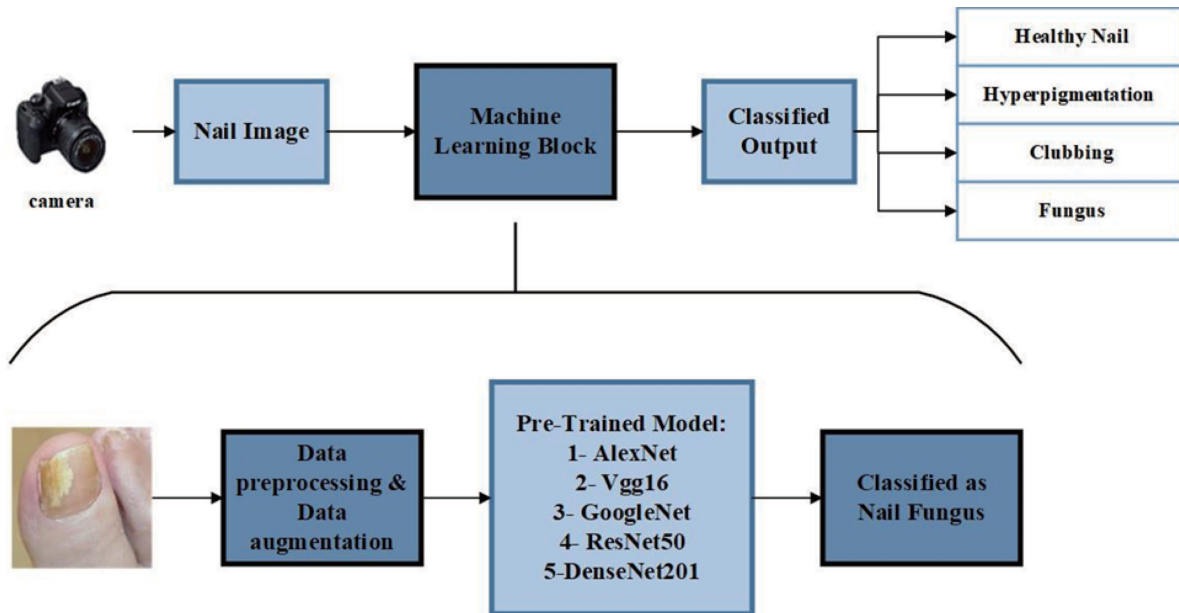 camera
Nail Image
Machine
Learning Block
Classified
Output
Healthy Nail
Hyperpigmentation
Clubbing
Fungus
Data
preprocessing &
Data
augmentation
Pre-Trained Model:
1- AlexNet
2- Vgg16
3- GoogleNet
4- ResNet50
5-DenseNet201
Classified as
Nail Fungus